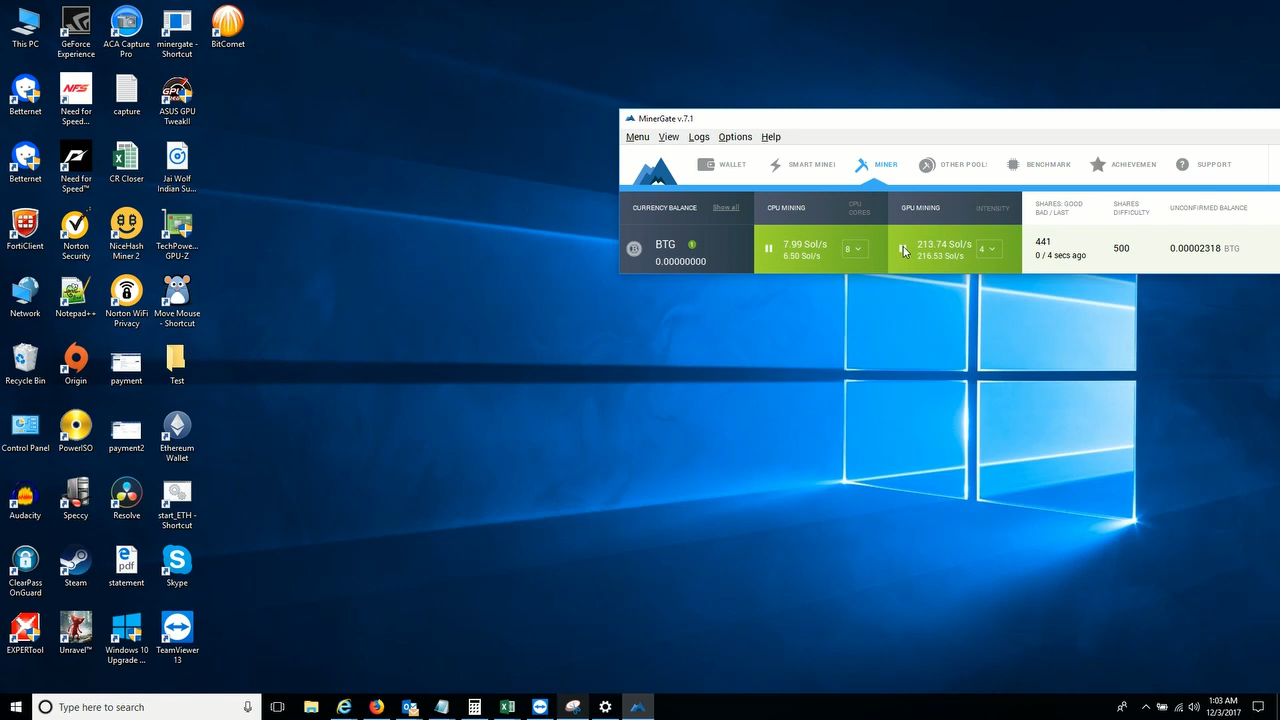 This PC
GeForce
Experience
ACA Capture
Pro
minergate -
Shortcut
BitComet
Betternet
Need for
Speed...
capture
ASUS GPU
TweakII
Betternet
Need for
Speed™
CR Closer
Jai Wolf
Indian Su...
FortiClient
Norton
Security
NiceHash
Miner 2
TechPowe...
GPU-Z
Network
Notepad++
Norton WiFi
Privacy
Move Mouse
- Shortcut
Recycle Bin
Origin
payment
Test
Control Panel
PowerISO
payment2
Ethereum
Wallet
Audacity
Speccy
Resolve
start_ETH -
Shortcut
ClearPass
OnGuard
Steam
statement
Skype
EXPERTool
Unravel™
Windows 10
Upgrade ...
TeamViewer
13
MinerGate v.7.1
Menu View Logs Options Help
WALLET SMART MINEI MINER OTHER POOL! BENCHMARK ACHIEVEMEN SUPPORT
CURRENCY BALANCE Show all CPU MINING CPU CORES GPU MINING INTENSITY SHARES: GOOD BAD / LAST SHARES DIFFICULTY UNCONFIRMED BALANCE
BTG
0.00000000
7.99 Sol/s
6.50 Sol/s
8
213.74 Sol/s
216.53 Sol/s
4
441
0 / 4 secs ago
500
0.00002318 BTG
Type here to search
1:03 AM
12/3/2017